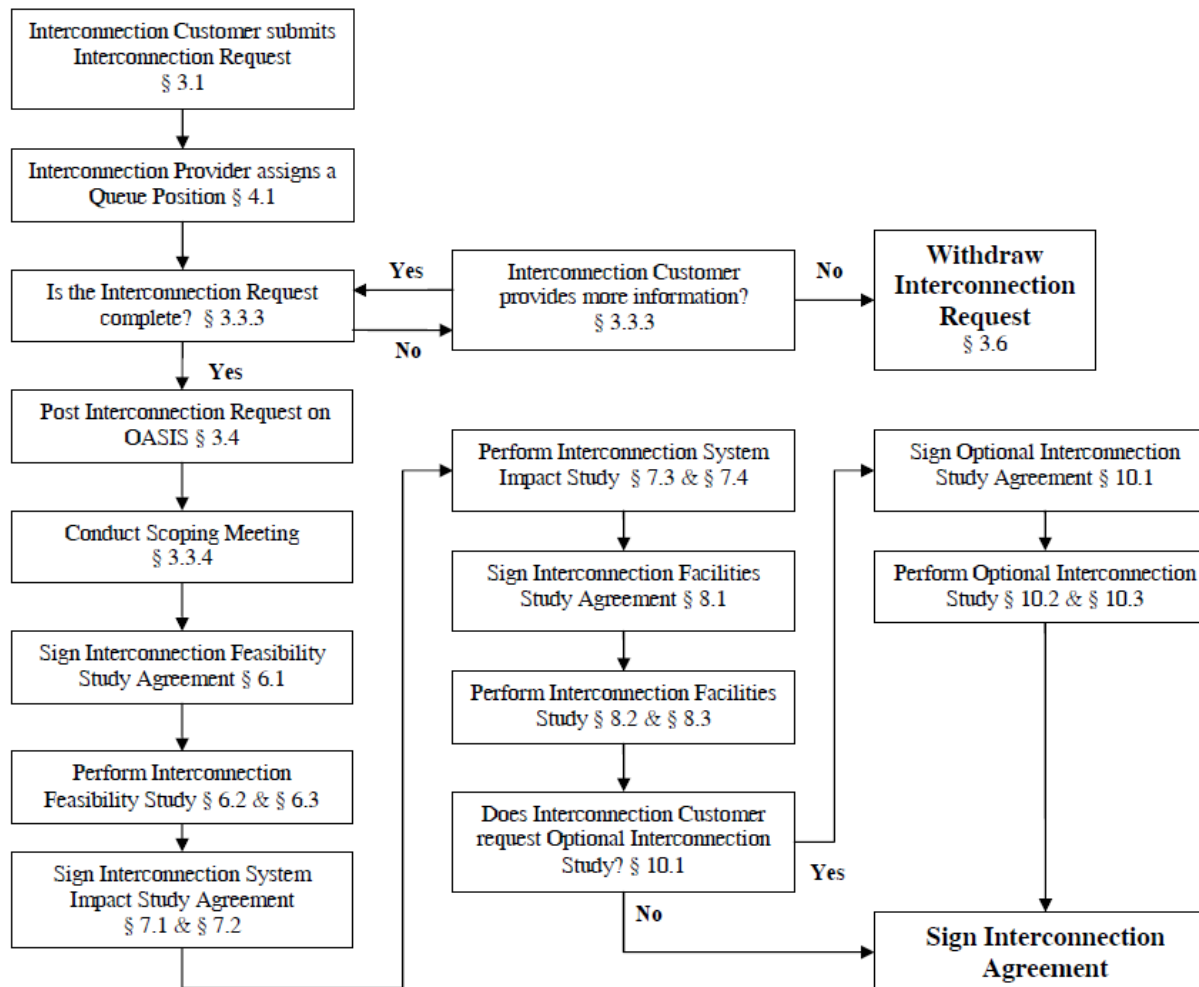 Interconnection Customer submits
Interconnection Request
§ 3.1
Interconnection Provider assigns a
Queue Position § 4.1
Is the Interconnection Request
complete? § 3.3.3
Yes
No
Interconnection Customer
provides more information?
§ 3.3.3
No
Withdraw
Interconnection
Request
§ 3.6
Yes
Post Interconnection Request on
OASIS § 3.4
Conduct Scoping Meeting
§ 3.3.4
Sign Interconnection Feasibility
Study Agreement § 6.1
Perform Interconnection
Feasibility Study § 6.2 & § 6.3
Sign Interconnection System
Impact Study Agreement
§ 7.1 & § 7.2
Perform Interconnection System
Impact Study § 7.3 & § 7.4
Sign Interconnection Facilities
Study Agreement § 8.1
Perform Interconnection Facilities
Study § 8.2 & § 8.3
Does Interconnection Customer
request Optional Interconnection
Study? § 10.1
Yes
No
Sign Optional Interconnection
Study Agreement § 10.1
Perform Optional Interconnection
Study § 10.2 & § 10.3
Sign Interconnection
Agreement